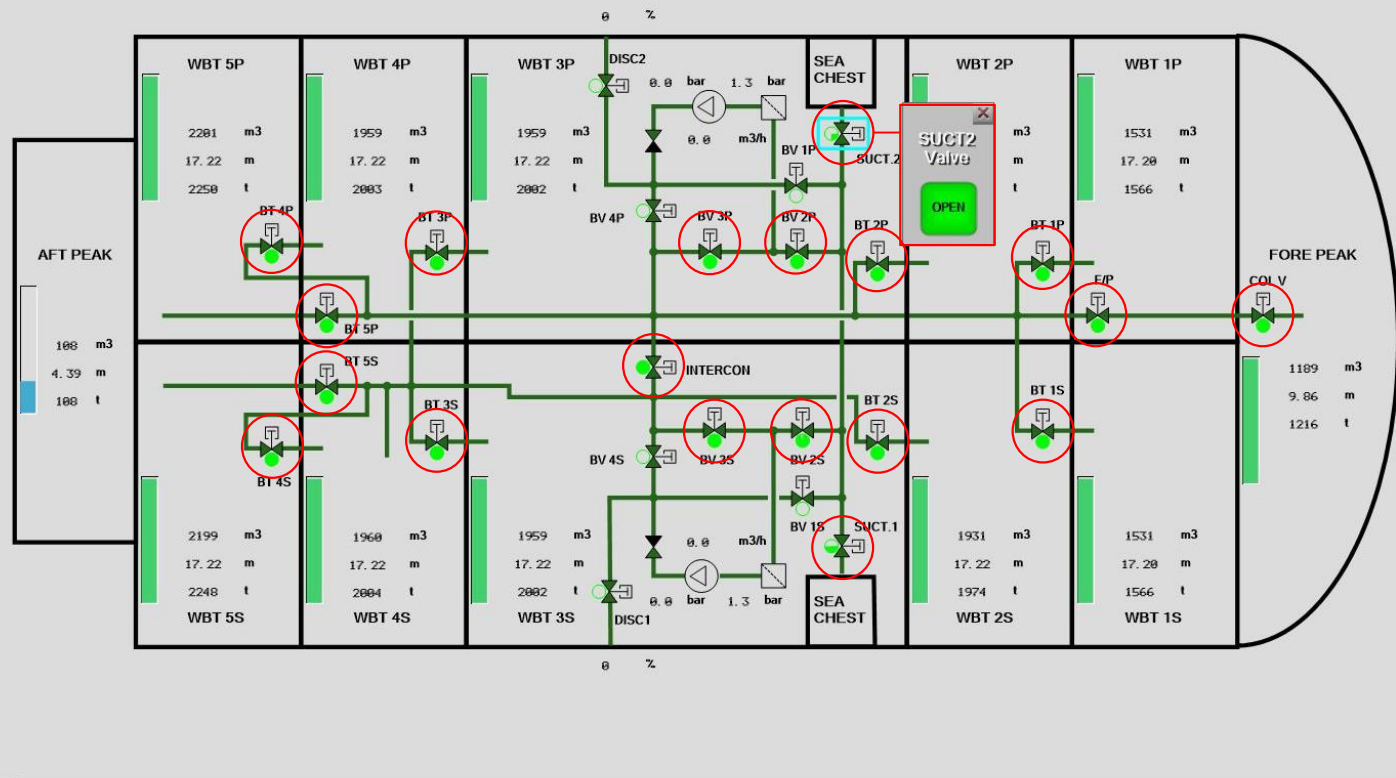 0 %
WBT 5P
2201 m3
17.22 m
2250 t
BT 4P
WBT 4P
1959 m3
17.22 m
2003 t
BT 3P
WBT 3P
1959 m3
17.22 m
2002 t
DISC2
0.0 bar 1.3 bar
0.0 m3/h
BV 1P
BV 4P
BV 3P
BV 2P
SEA
CHEST
SUCT.2
SUCT2
Valve
OPEN
BT 2P
WBT 2P
m3
m
t
WBT 1P
1531 m3
17.20 m
1566 t
BT 1P
F/P
COL V
AFT PEAK
108 m3
4.39 m
108 t
FORE PEAK
1189 m3
9.86 m
1216 t
BT 5P
BT 5S
INTERCON
BT 3S
BT 4S
BT 2S
BT 1S
BV 4S
BV 3S
BV 2S
BV 1S
SUCT.1
2199 m3
17.22 m
2248 t
WBT 5S
1960 m3
17.22 m
2004 t
WBT 4S
1959 m3
17.22 m
2002 t
WBT 3S
0.0 m3/h
0.0 bar 1.3 bar
DISC1
SEA
CHEST
1931 m3
17.22 m
1974 t
WBT 2S
1531 m3
17.20 m
1566 t
WBT 1S
0 %